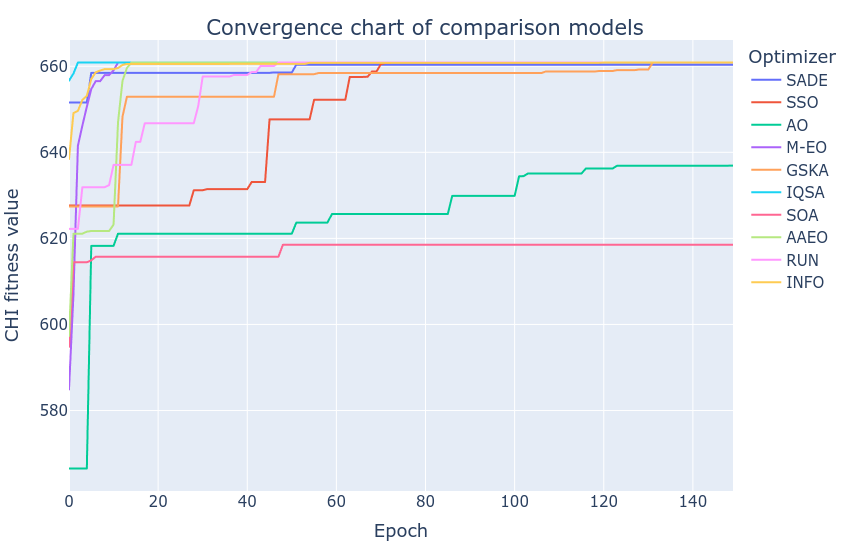 Convergence chart of comparison models
CHI fitness value
660
640
620
600
580
0 20 40 60 80 100 120 140
Epoch
Optimizer
SADE
SSO
AO
M-EO
GSKA
IQSA
SOA
AAEO
RUN
INFO